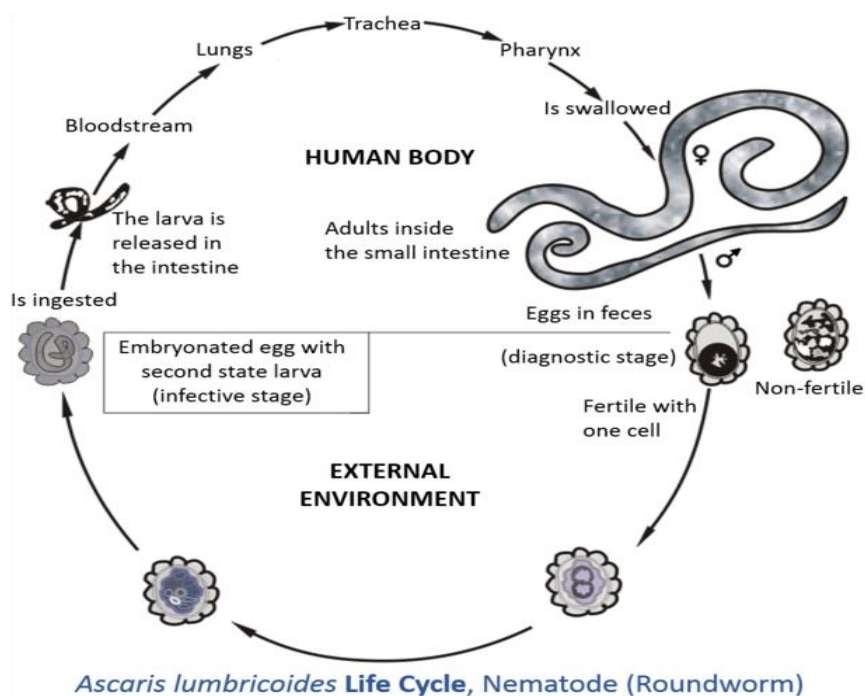 Trachea
Lungs
Pharynx
Bloodstream
Is swallowed
HUMAN BODY
♀
The larva is
released in
the intestine
Adults inside
the small intestine
♂
Is ingested
Eggs in feces
Embryonated egg with
second state larva
(infective stage)
(diagnostic stage)
Non-fertile
Fertile with
one cell
EXTERNAL
ENVIRONMENT
Ascaris lumbricoides Life Cycle, Nematode (Roundworm)